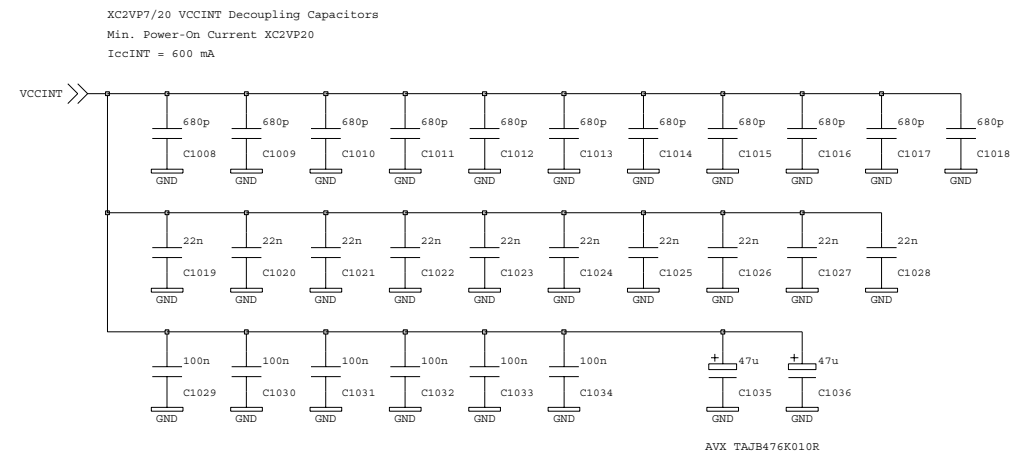 XC2VP7/20 VCCINT Decoupling Capacitors
Min. Power-On Current XC2VP20
IccINT = 600 mA
VCCINT
680p 680p 680p 680p 680p 680p 680p 680p 680p 680p 680p
C1008 C1009 C1010 C1011 C1012 C1013 C1014 C1015 C1016 C1017 C1018
GND GND GND GND GND GND GND GND GND GND GND
22n 22n 22n 22n 22n 22n 22n 22n 22n 22n
C1019 C1020 C1021 C1022 C1023 C1024 C1025 C1026 C1027 C1028
GND GND GND GND GND GND GND GND GND GND
100n 100n 100n 100n 100n 100n + 47u + 47u
C1029 C1030 C1031 C1032 C1033 C1034 C1035 C1036
GND GND GND GND GND GND GND GND
AVX TAJB476K010R